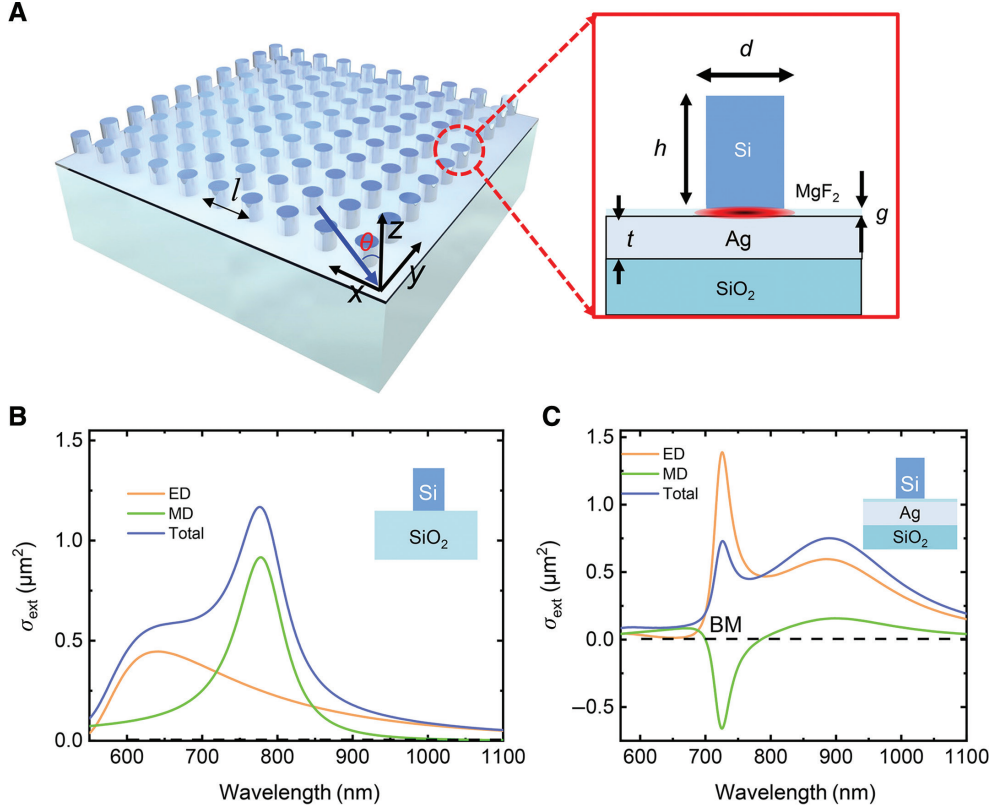 A
l
θ
z
y
x
d
h
Si
MgF₂
g
t
Ag
SiO₂
B
1.5
1.0
0.5
0.0
σext (μm²)
ED
MD
Total
Si
SiO₂
600 700 800 900 1000 1100
Wavelength (nm)
C
1.5
1.0
0.5
0.0
−0.5
σext (μm²)
ED
MD
Total
Si
Ag
SiO₂
BM
600 700 800 900 1000 1100
Wavelength (nm)